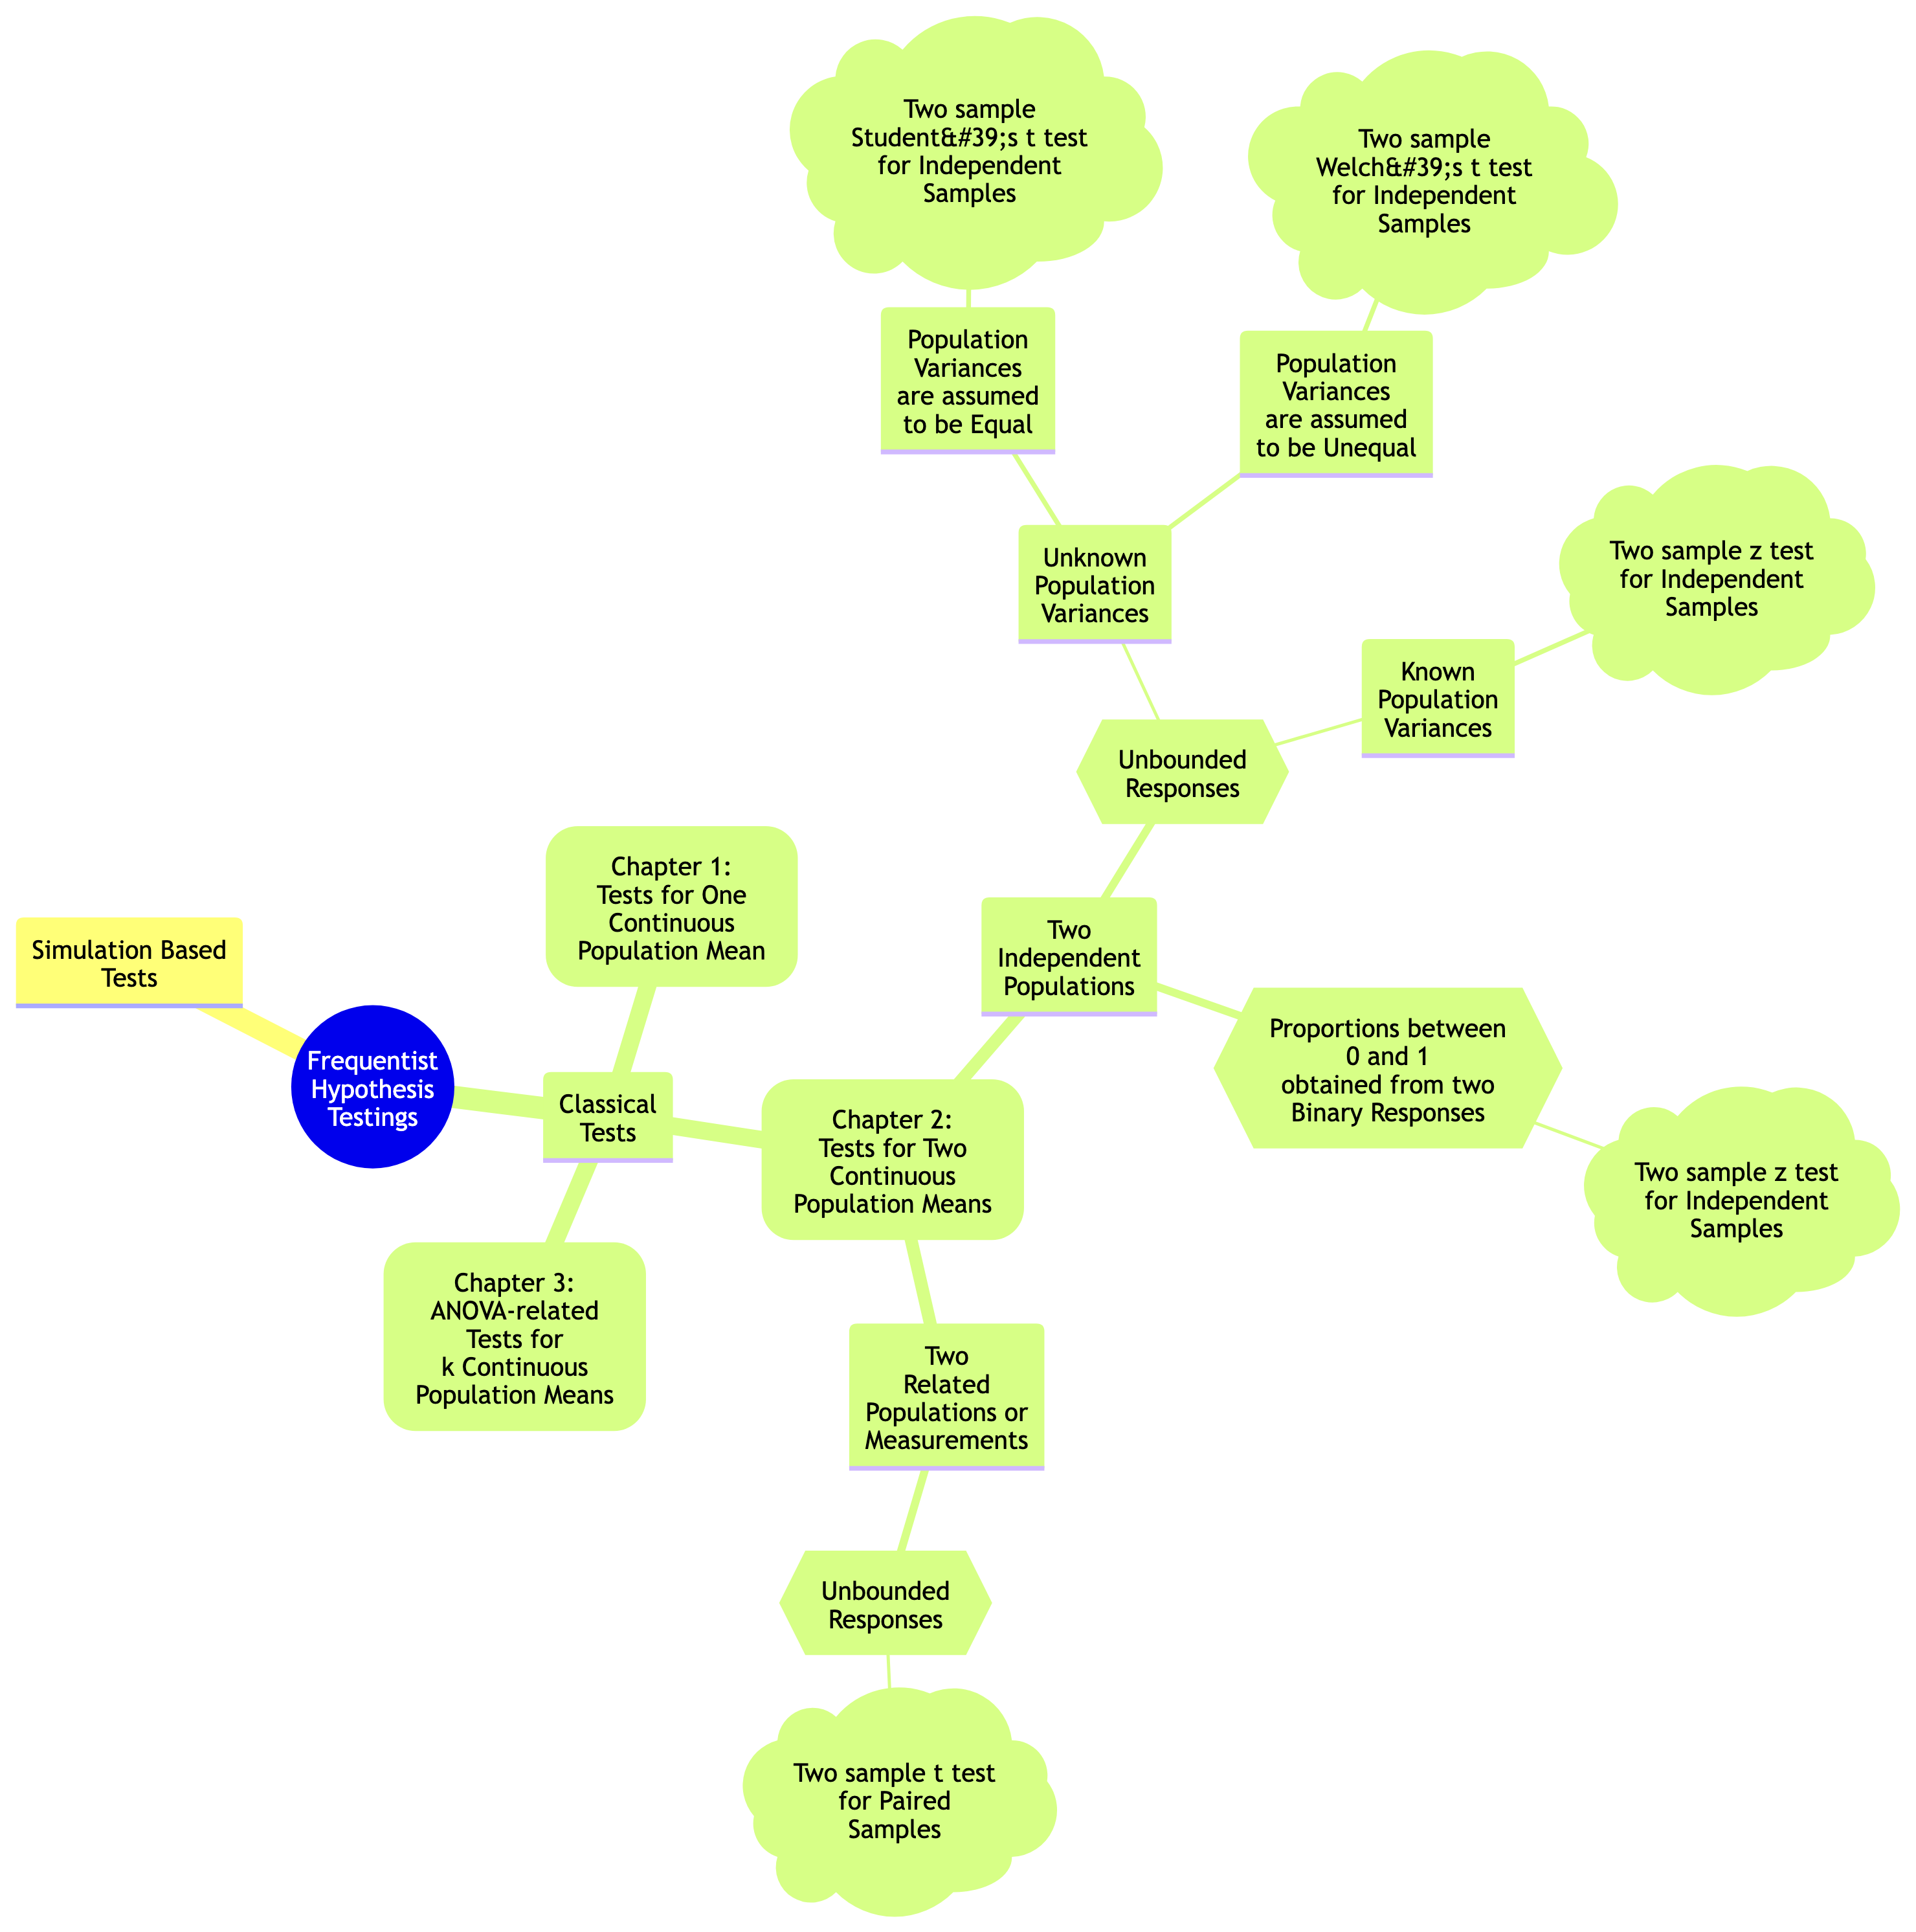 Two sample
Student&#39;s t test
for Independent
Samples
Two sample
Welch&#39;s t test
for Independent
Samples
Population
Variances
are assumed
to be Equal
Population
Variances
are assumed
to be Unequal
Unknown
Population
Variances
Two sample z test
for Independent
Samples
Known
Population
Variances
Unbounded
Responses
Chapter 1:
Tests for One
Continuous
Population Mean
Simulation Based
Tests
Two
Independent
Populations
Proportions between
0 and 1
obtained from two
Binary Responses
Frequentist
Hypothesis
Testings
Classical
Tests
Chapter 2:
Tests for Two
Continuous
Population Means
Two sample z test
for Independent
Samples
Chapter 3:
ANOVA-related
Tests for
k Continuous
Population Means
Two
Related
Populations or
Measurements
Unbounded
Responses
Two sample t test
for Paired
Samples